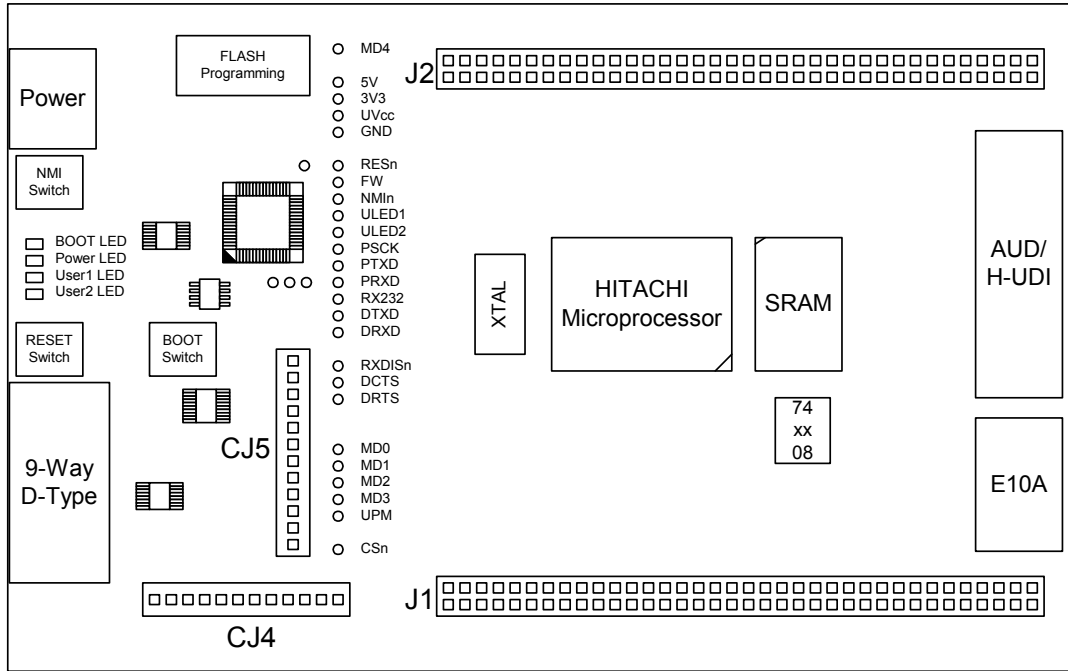 FLASH
Programming
Power
NMI
Switch
BOOT LED
Power LED
User1 LED
User2 LED
RESET
Switch
BOOT
Switch
9-Way
D-Type
CJ5
CJ4
MD4
5V
3V3
UVcc
GND
RESn
FW
NMIn
ULED1
ULED2
PSCK
PTXD
PRXD
RX232
DTXD
DRXD
RXDISn
DCTS
DRTS
MD0
MD1
MD2
MD3
UPM
CSn
J2
XTAL
HITACHI
Microprocessor
SRAM
74
xx
08
AUD/
H-UDI
E10A
J1